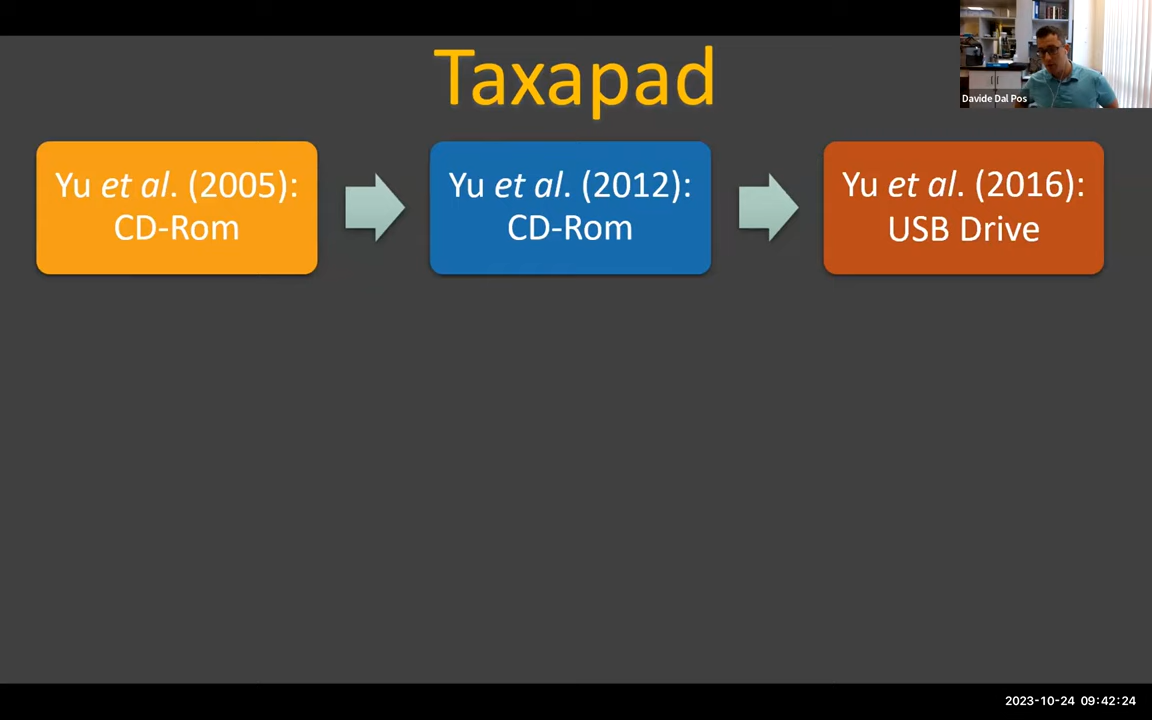 Taxapad
Davide Dal Pos
Yu et al. (2005):
CD-Rom
Yu et al. (2012):
CD-Rom
Yu et al. (2016):
USB Drive
2023-10-24 09:42:24